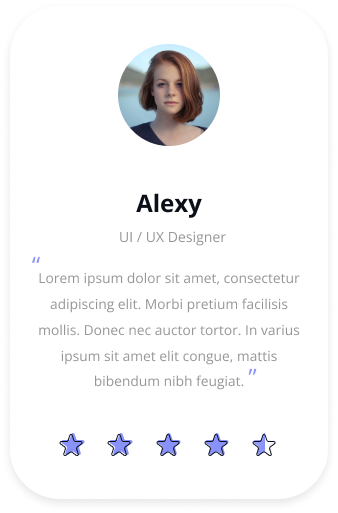 Alexy
UI / UX Designer
“
Lorem ipsum dolor sit amet, consectetur
adipiscing elit. Morbi pretium facilisis
mollis. Donec nec auctor tortor. In varius
ipsum sit amet elit congue, mattis
bibendum nibh feugiat. ”